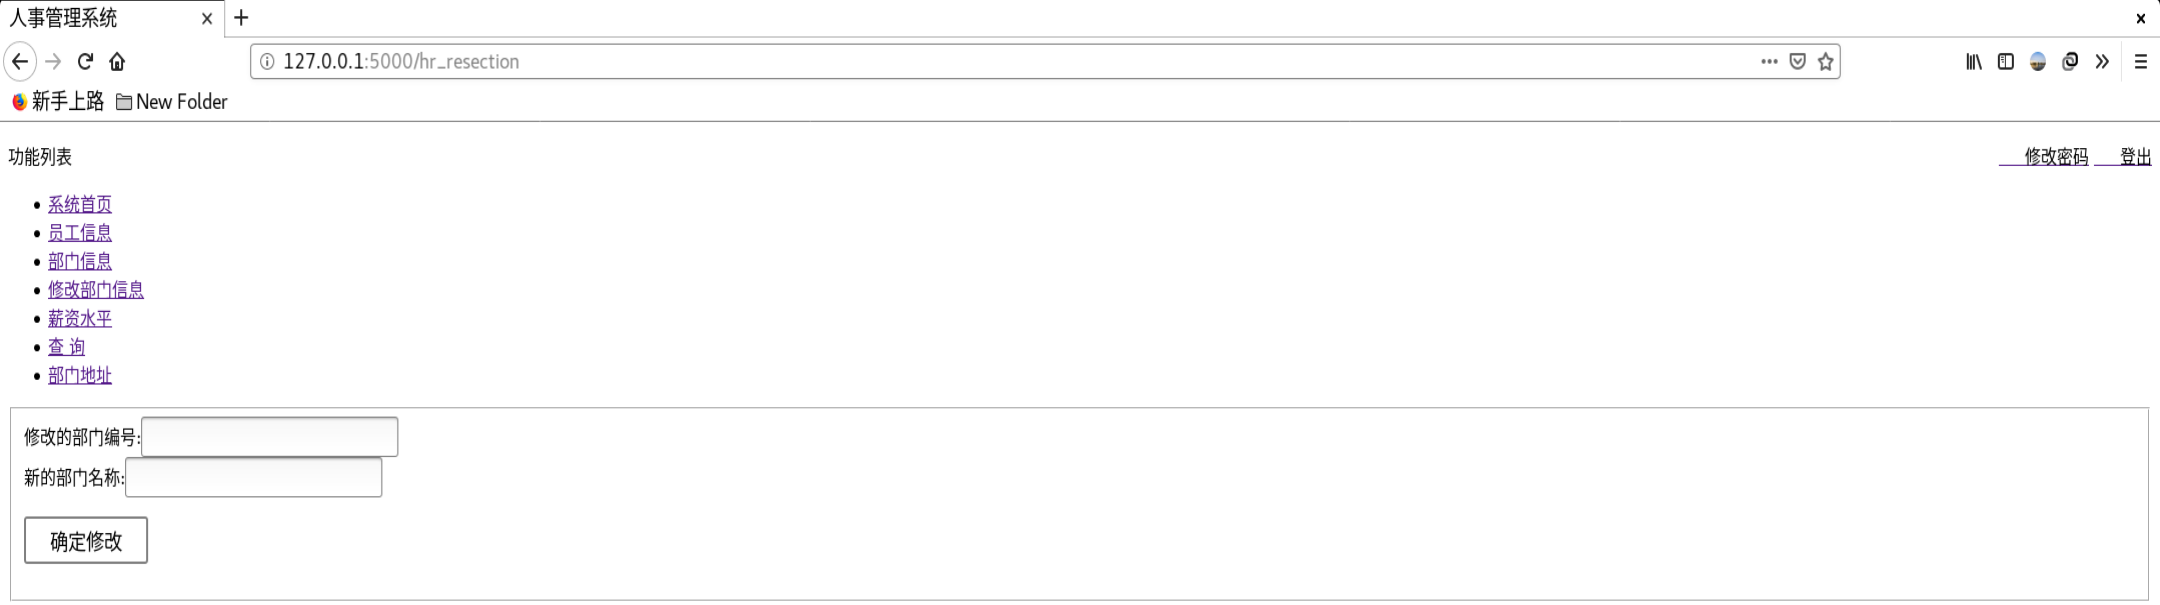 人事管理系统
127.0.0.1:5000/hr_resection
新手上路 New Folder
功能列表 修改密码 登出
系统首页
员工信息
部门信息
修改部门信息
薪资水平
查 询
部门地址
修改的部门编号:
新的部门名称:
确定修改